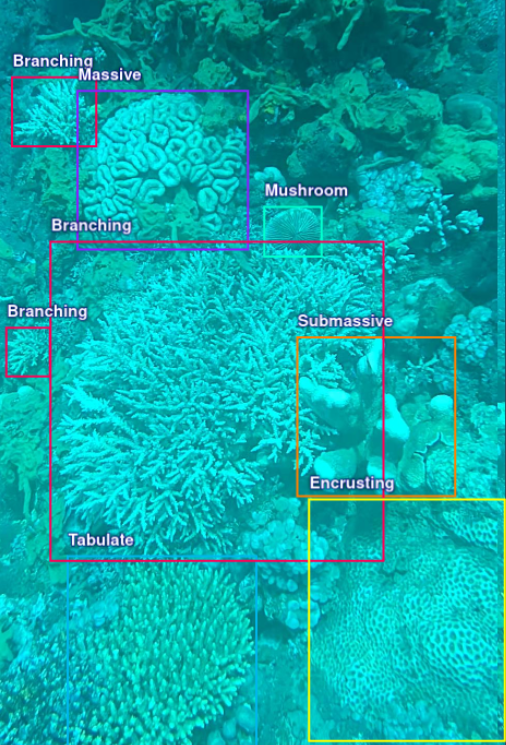 Branching
Massive
Mushroom
Branching
Branching
Submassive
Encrusting
Tabulate